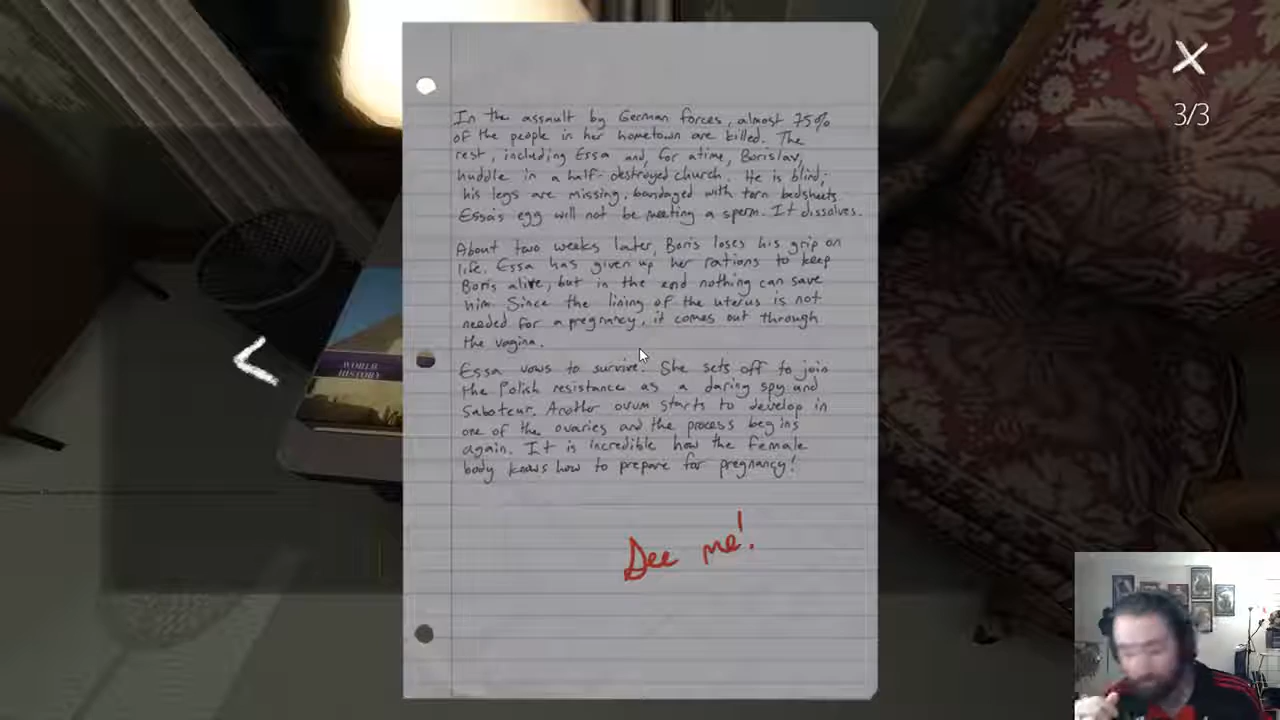 In the assault by German forces, almost 75%
of the people in her hometown are killed. The
rest, including Essa and, for a time, Borislav,
huddle in a half-destroyed church. He is blind;
his legs are missing, bandaged with torn bedsheets.
Essa's egg will not be meeting a sperm. It dissolves.
About two weeks later, Boris loses his grip on
life. Essa has given up her rations to keep
Boris alive, but in the end nothing can save
him. Since the lining of the uterus is not
needed for a pregnancy, it comes out through
the vagina.
Essa vows to survive. She sets off to join
the Polish resistance as a daring spy and
saboteur. Another ovum starts to develop in
one of the ovaries and the process begins
again. It is incredible how the female
body knows how to prepare for pregnancy!
See me!
3/3
WORLD
HISTORY